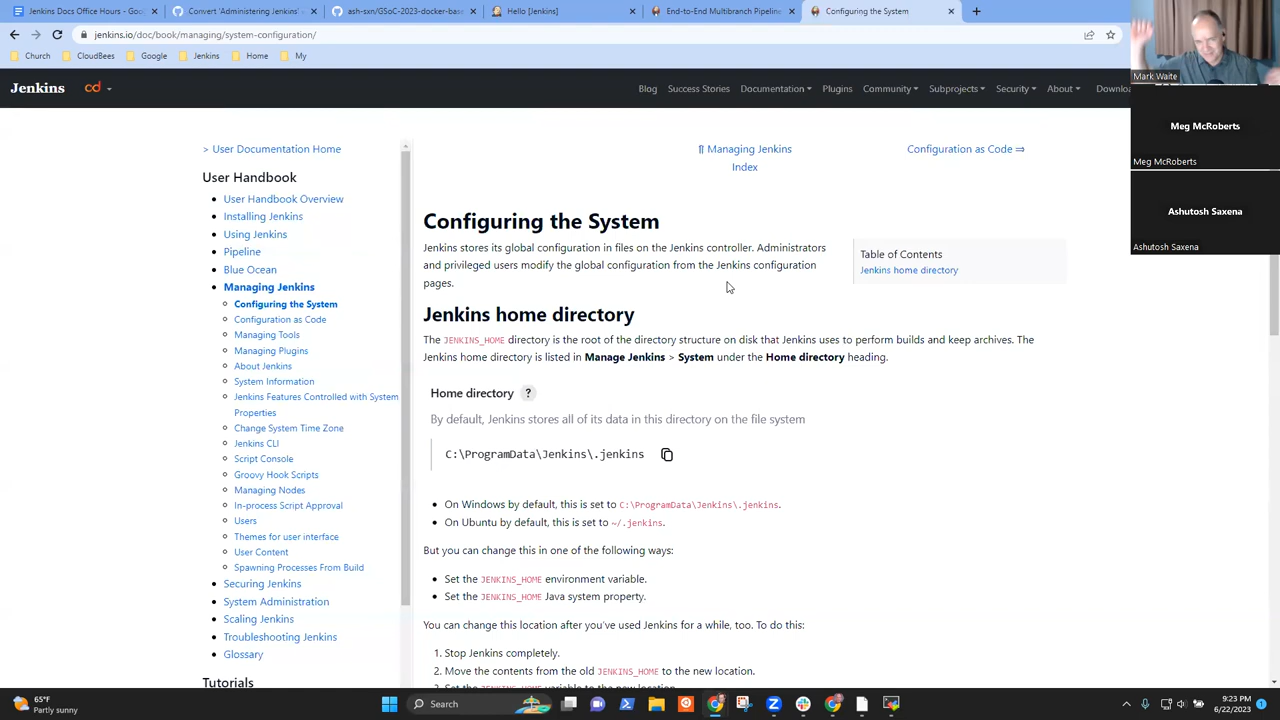 Jenkins Docs Office Hours - Goo
Convert 'Administering Jenkins'
ash-sxn/GSoC-2023-docker-base
Hello [Jenkins]
End-to-End Multibranch Pipeline
Configuring the System
jenkins.io/doc/book/managing/system-configuration/
Church
CloudBees
Google
Jenkins
Home
My
Jenkins
cd
Blog
Success Stories
Documentation
Plugins
Community
Subprojects
Security
About
Downloa
Mark Waite
Meg McRoberts
Meg McRoberts
Ashutosh Saxena
Ashutosh Saxena
> User Documentation Home
User Handbook
User Handbook Overview
Installing Jenkins
Using Jenkins
Pipeline
Blue Ocean
Managing Jenkins
Configuring the System
Configuration as Code
Managing Tools
Managing Plugins
About Jenkins
System Information
Jenkins Features Controlled with System
Properties
Change System Time Zone
Jenkins CLI
Script Console
Groovy Hook Scripts
Managing Nodes
In-process Script Approval
Users
Themes for user interface
User Content
Spawning Processes From Build
Securing Jenkins
System Administration
Scaling Jenkins
Troubleshooting Jenkins
Glossary
Tutorials
⇑ Managing Jenkins
Index
Configuration as Code ⇒
Configuring the System
Jenkins stores its global configuration in files on the Jenkins controller. Administrators
and privileged users modify the global configuration from the Jenkins configuration
pages.
Table of Contents
Jenkins home directory
Jenkins home directory
The JENKINS_HOME directory is the root of the directory structure on disk that Jenkins uses to perform builds and keep archives. The
Jenkins home directory is listed in Manage Jenkins > System under the Home directory heading.
Home directory ?
By default, Jenkins stores all of its data in this directory on the file system
C:\ProgramData\Jenkins\.jenkins
On Windows by default, this is set to C:\ProgramData\Jenkins\.jenkins.
On Ubuntu by default, this is set to ~/.jenkins.
But you can change this in one of the following ways:
Set the JENKINS_HOME environment variable.
Set the JENKINS_HOME Java system property.
You can change this location after you've used Jenkins for a while, too. To do this:
1. Stop Jenkins completely.
2. Move the contents from the old JENKINS_HOME to the new location.
3. Set the JENKINS_HOME variable to the new location.
65°F
Partly sunny
Search
9:23 PM
6/22/2023